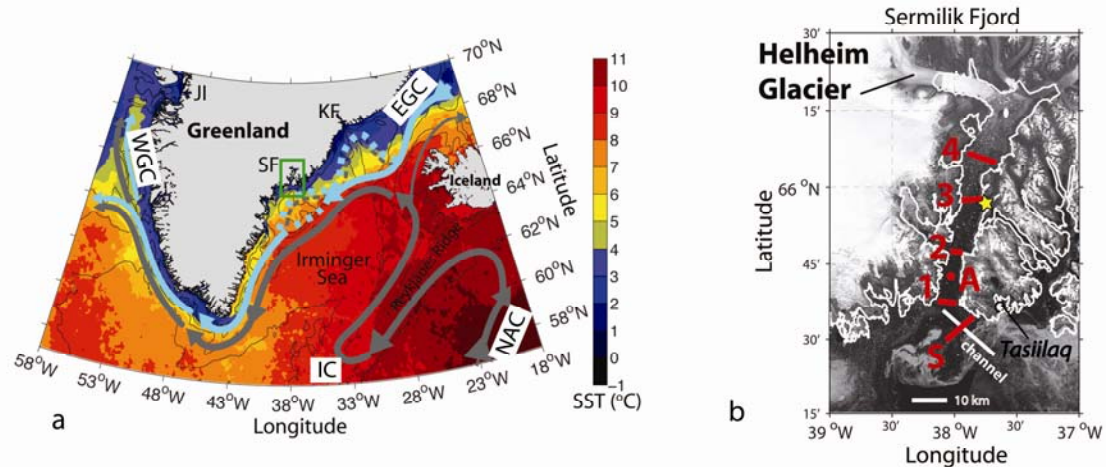 70°N
68°N
66°N
64°N
62°N
60°N
58°N
Latitude
JI
Greenland
KF
EGC
WGC
SF
Iceland
Irminger
Sea
Reykjanes Ridge
IC
NAC
58°W
53°W
48°W
43°W
38°W
33°W
28°W
23°W
18°W
Longitude
a
11
10
9
8
7
6
5
4
3
2
1
0
−1
SST (°C)
Sermilik Fjord
30'
Helheim
Glacier
15'
4
66°N
3
Latitude
2
45'
1
A
30'
S
channel
Tasiilaq
10 km
15'
39°W
30'
38°W
30'
37°W
Longitude
b